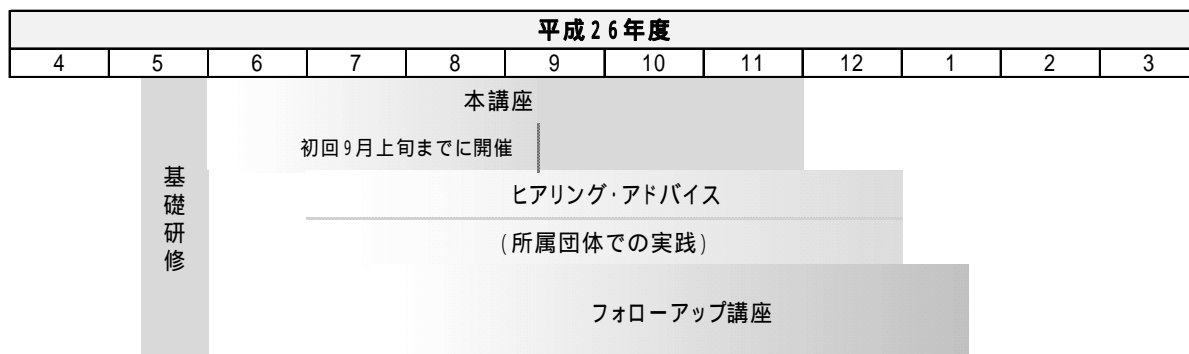 平成26年度
4 5 6 7 8 9 10 11 12 1 2 3
本講座
初回9月上旬までに開催
基礎研修
ヒアリング・アドバイス
(所属団体での実践)
フォローアップ講座